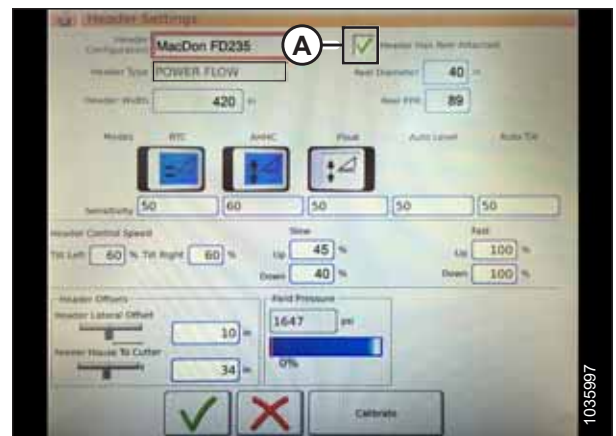 Header Settings
Header Configuration MacDon FD235 A Header Has Reel Attached
Header Type POWER FLOW Reel Diameter 40 in
Header Width 420 in Reel PPR 89
Modes RTC AHHC Float Auto Level Auto Tilt
Sensitivity 50 60 50 50 50
Header Control Speed Slow Fast
Tilt Left 60 % Tilt Right 60 % Up 45 % Up 100 %
Down 40 % Down 100 %
Header Offsets Field Pressure
Header Lateral Offset 10 in 1647 psi
Feeder House To Cutter 34 in 0%
Calibrate
1035997